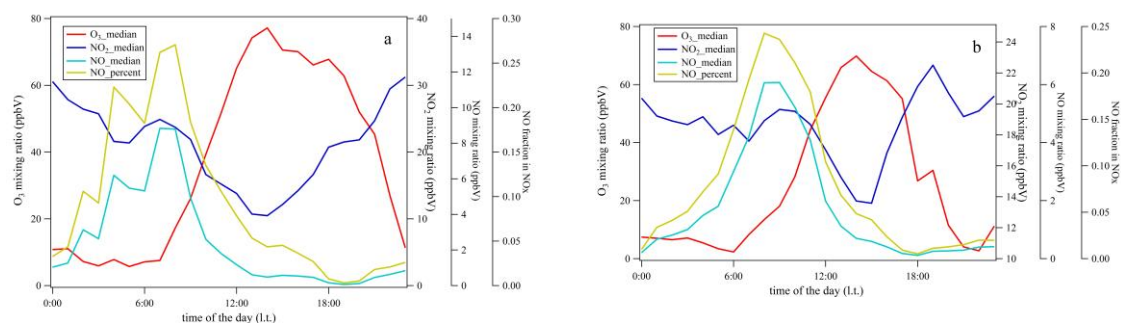 a
O3_median
NO2_median
NO_median
NO_percent
O3 mixing ratio (ppbV)
80
60
40
20
0
0:00
6:00
12:00
18:00
time of the day (l.t.)
40
30
20
10
0
NO2 mixing ratio (ppbV)
14
12
10
8
6
4
2
0
NO mixing ratio (ppbV)
0.30
0.25
0.20
0.15
0.10
0.05
0.00
NO fraction in NOx
b
O3_median
NO2_median
NO_median
NO_percent
O3 mixing ratio (ppbV)
80
60
40
20
0
0:00
6:00
12:00
18:00
time of the day (l.t.)
24
22
20
18
16
14
12
10
NO2 mixing ratio (ppbV)
8
6
4
2
0
NO mixing ratio (ppbV)
0.25
0.20
0.15
0.10
0.05
0.00
NO fraction in NOx